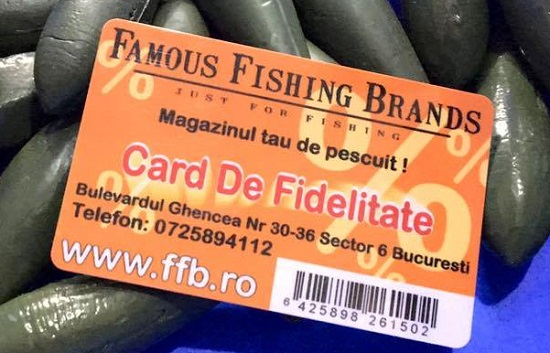 FAMOUS FISHING BRANDS
JUST FOR FISHING
Magazinul tau de pescuit !
Card De Fidelitate
Bulevardul Ghencea Nr 30-36 Sector 6 Bucuresti
Telefon: 0725894112
www.ffb.ro
6 425898 261502